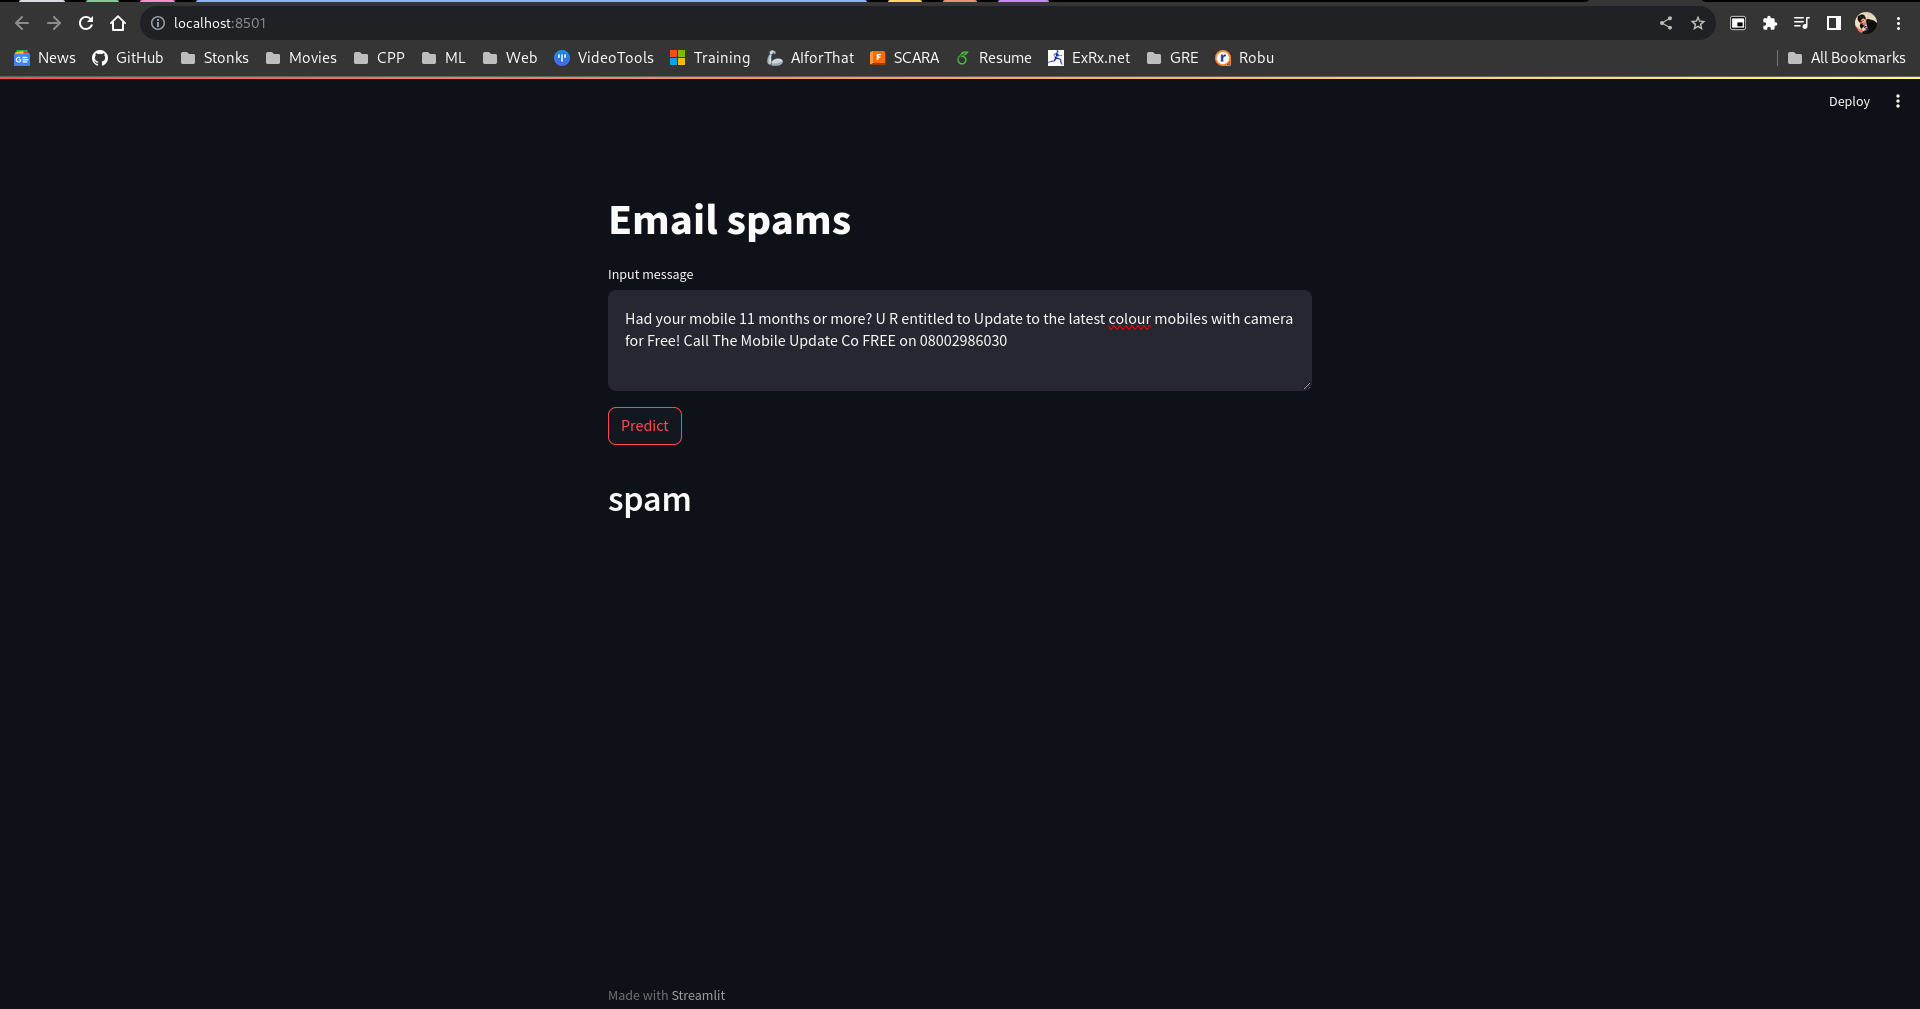 localhost:8501
News GitHub Stonks Movies CPP ML Web VideoTools Training AIforThat SCARA Resume ExRx.net GRE Robu All Bookmarks
Deploy
Email spams
Input message
Had your mobile 11 months or more? U R entitled to Update to the latest colour mobiles with camera
for Free! Call The Mobile Update Co FREE on 08002986030
Predict
spam
Made with Streamlit